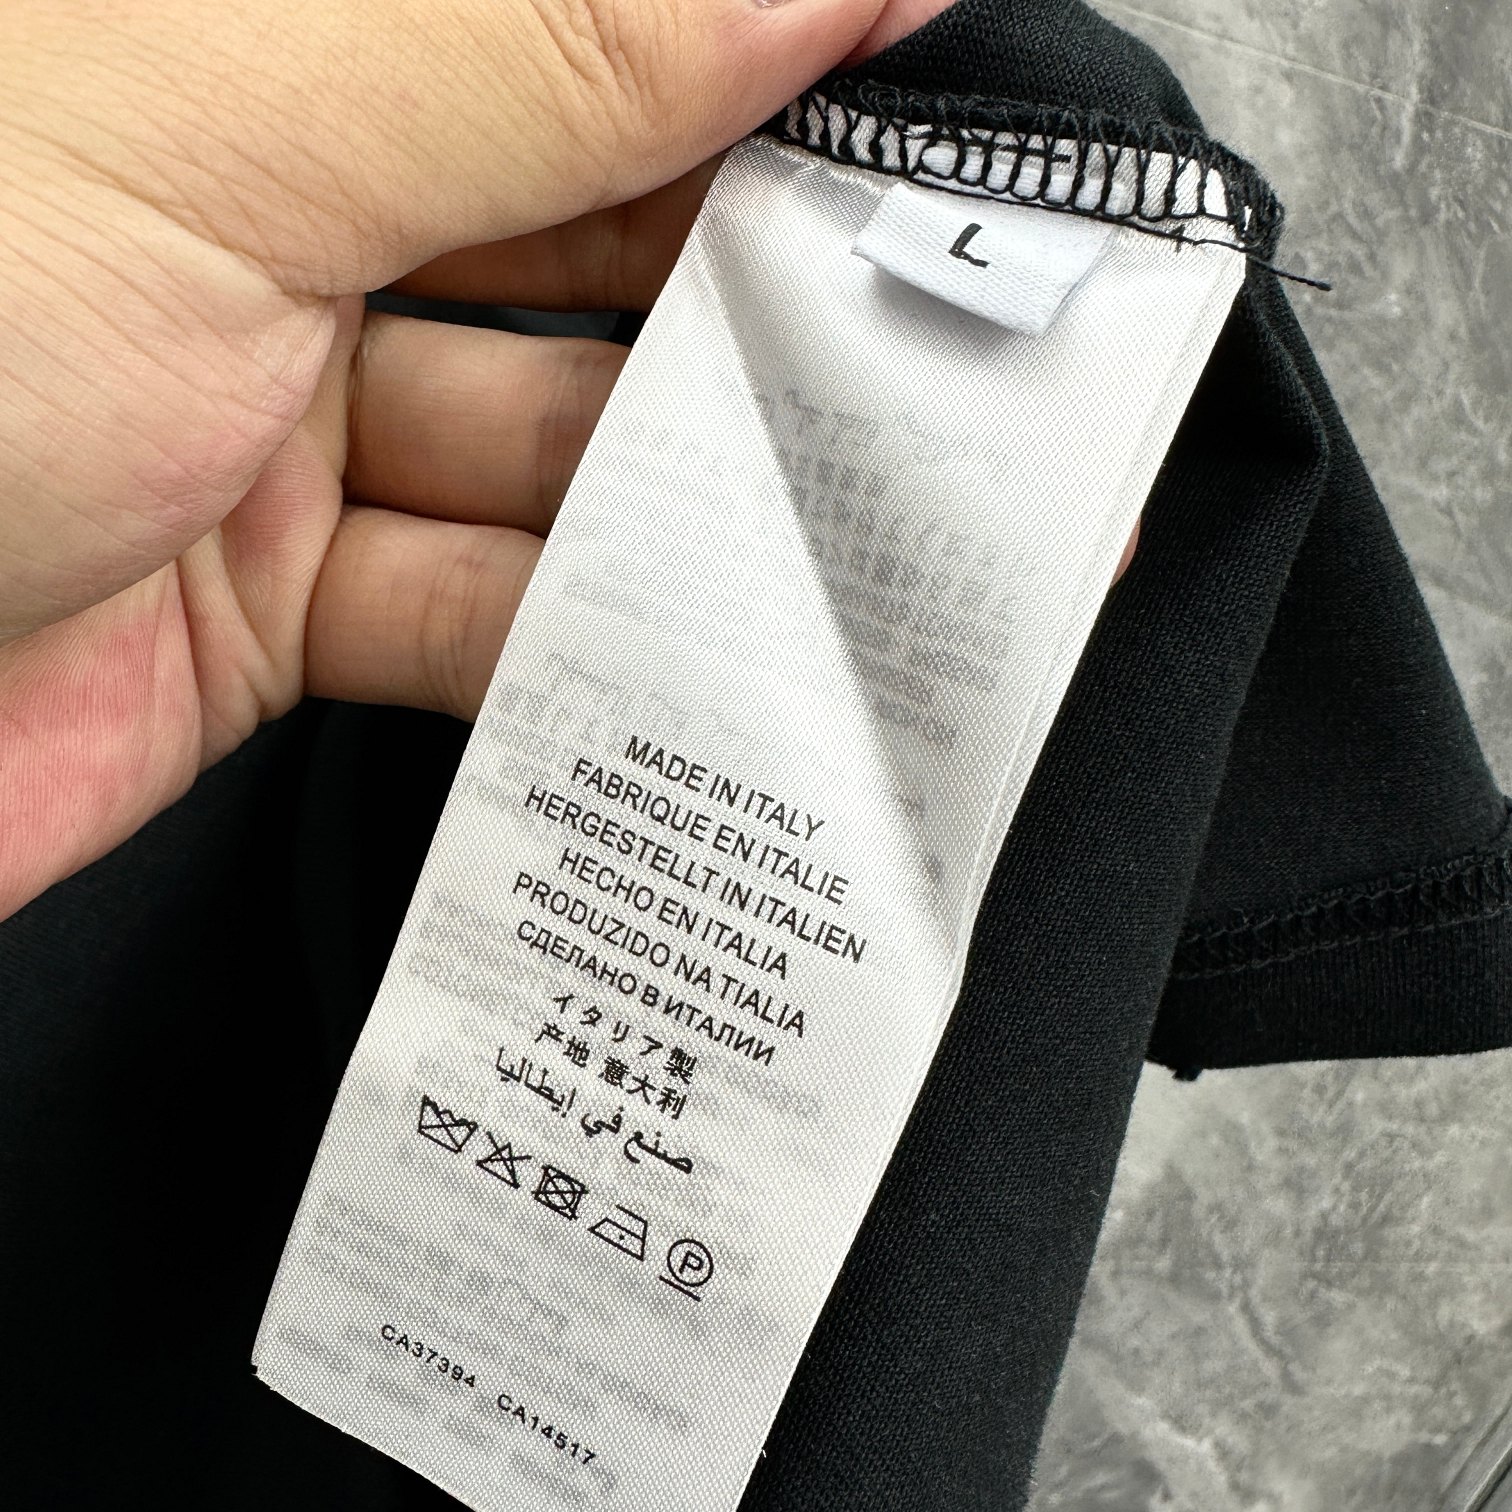 L
MADE IN ITALY
FABRIQUE EN ITALIE
HERGESTELLT IN ITALIEN
HECHO EN ITALIA
PRODUZIDO NA TIALIA
СДЕЛАНО В ИТАЛИИ
イタリア製
产地 意大利
صنع في إيطاليا
P
CA37394 CA14517